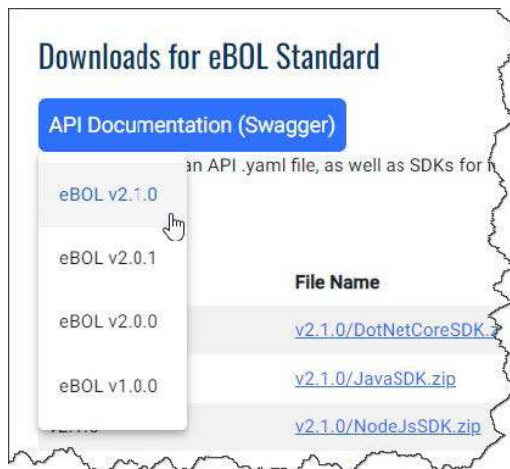 Downloads for eBOL Standard
API Documentation (Swagger)
an API .yaml file, as well as SDKs for
eBOL v2.1.0
eBOL v2.0.1
File Name
eBOL v2.0.0
v2.1.0/DotNetCoreSDK.z
eBOL v1.0.0
v2.1.0/JavaSDK.zip
v2.1.0/NodeJsSDK.zip